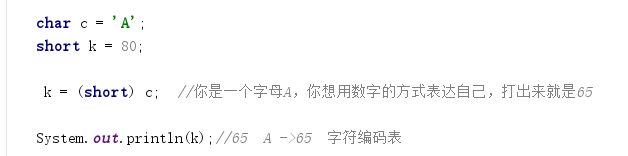 char c = 'A';
short k = 80;
k = (short) c; //你是一个字母A，你想用数字的方式表达自己，打出来就是65
System.out.println(k);//65 A ->65 字符编码表